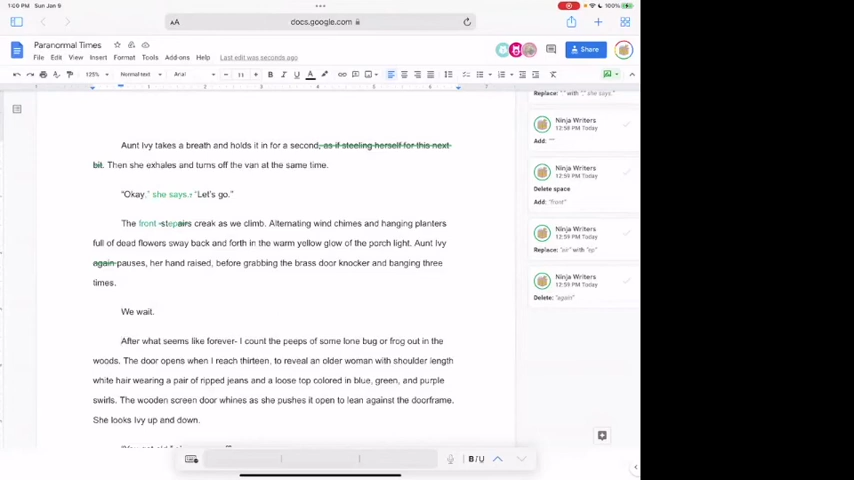 1:00 PM Sun Jan 9
100%
AA
docs.google.com
Paranormal Times
File Edit View Insert Format Tools Add-ons Help Last edit was seconds ago
Share
125% Normal text Arial 11 B I U A
Replace: " " with "," she says."
Ninja Writers
12:58 PM Today
Add: ""
Ninja Writers
12:59 PM Today
Delete space
Add: "front"
Ninja Writers
12:59 PM Today
Replace: "air" with "ep"
Ninja Writers
12:59 PM Today
Delete: "again"
Aunt Ivy takes a breath and holds it in for a second, as if steeling herself for this next
bit. Then she exhales and turns off the van at the same time.
“Okay,” she says. “Let’s go.”
The front stepairs creak as we climb. Alternating wind chimes and hanging planters
full of dead flowers sway back and forth in the warm yellow glow of the porch light. Aunt Ivy
again pauses, her hand raised, before grabbing the brass door knocker and banging three
times.
We wait.
After what seems like forever- I count the peeps of some lone bug or frog out in the
woods. The door opens when I reach thirteen, to reveal an older woman with shoulder length
white hair wearing a pair of ripped jeans and a loose top colored in blue, green, and purple
swirls. The wooden screen door whines as she pushes it open to lean against the doorframe.
She looks Ivy up and down.
B I U